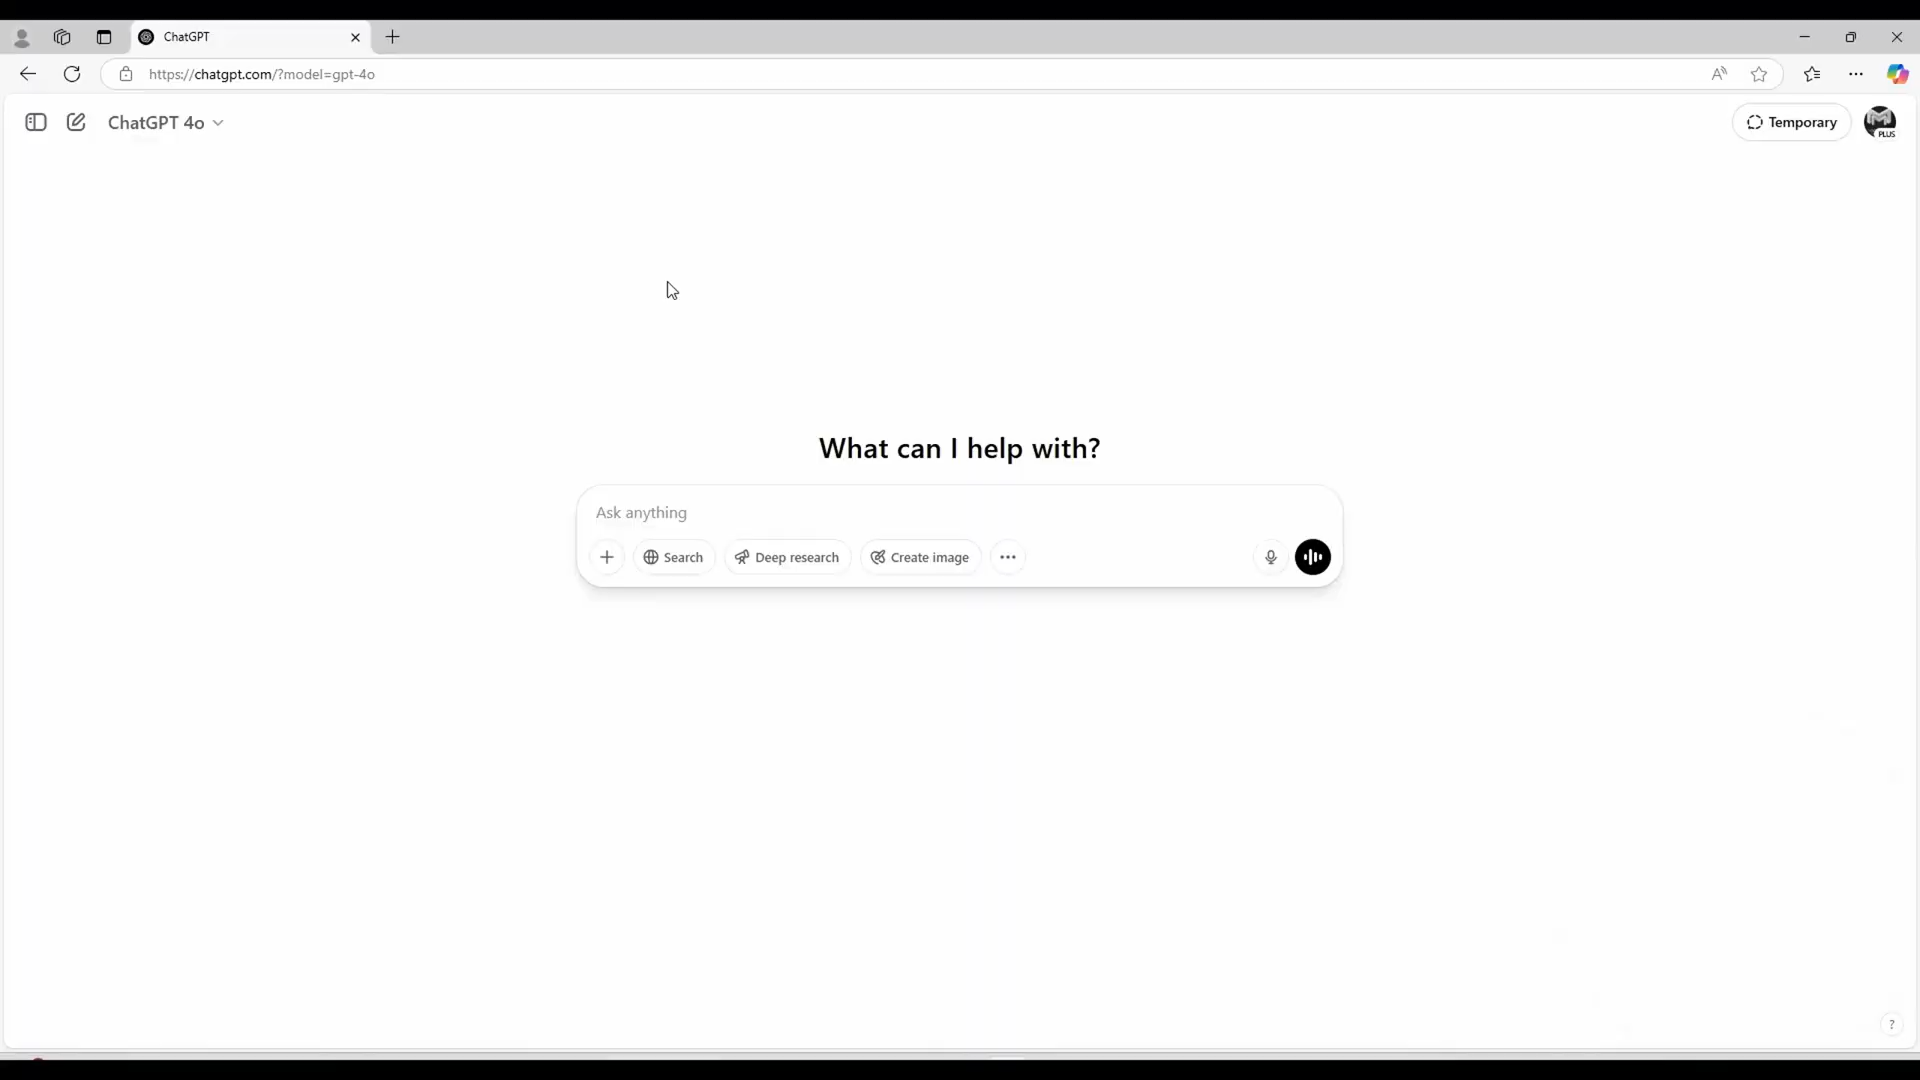 ChatGPT
https://chatgpt.com/?model=gpt-4o
ChatGPT 4o
Temporary
PLUS
What can I help with?
Ask anything
Search
Deep research
Create image
?